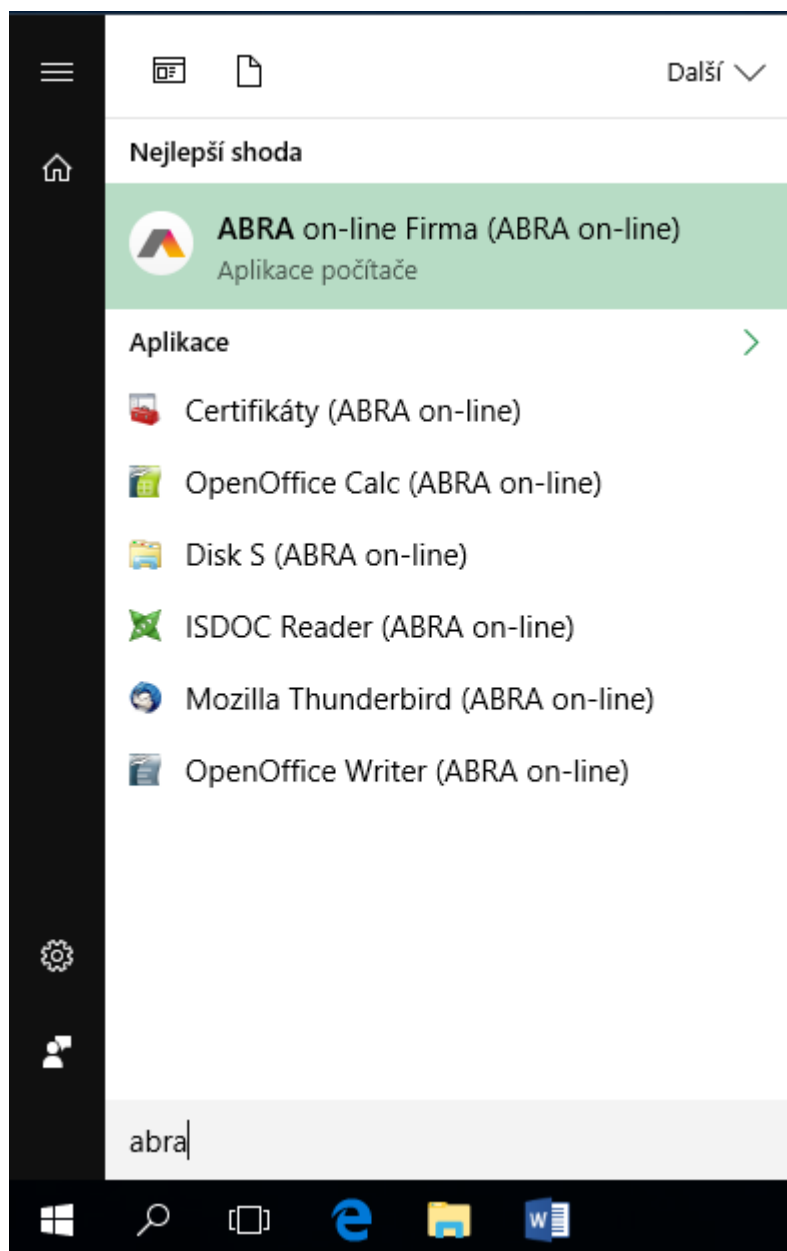 Další
Nejlepší shoda
ABRA on-line Firma (ABRA on-line)
Aplikace počítače
Aplikace
Certifikáty (ABRA on-line)
OpenOffice Calc (ABRA on-line)
Disk S (ABRA on-line)
ISDOC Reader (ABRA on-line)
Mozilla Thunderbird (ABRA on-line)
OpenOffice Writer (ABRA on-line)
abra